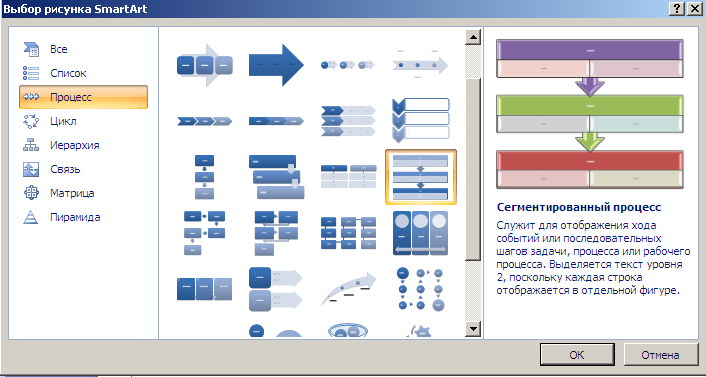 Выбор рисунка SmartArt
Все
Список
Процесс
Цикл
Иерархия
Связь
Матрица
Пирамида
Сегментированный процесс
Служит для отображения хода
событий или последовательных
шагов задачи, процесса или рабочего
процесса. Выделяется текст уровня
2, поскольку каждая строка
отображается в отдельной фигуре.
ОК
Отмена